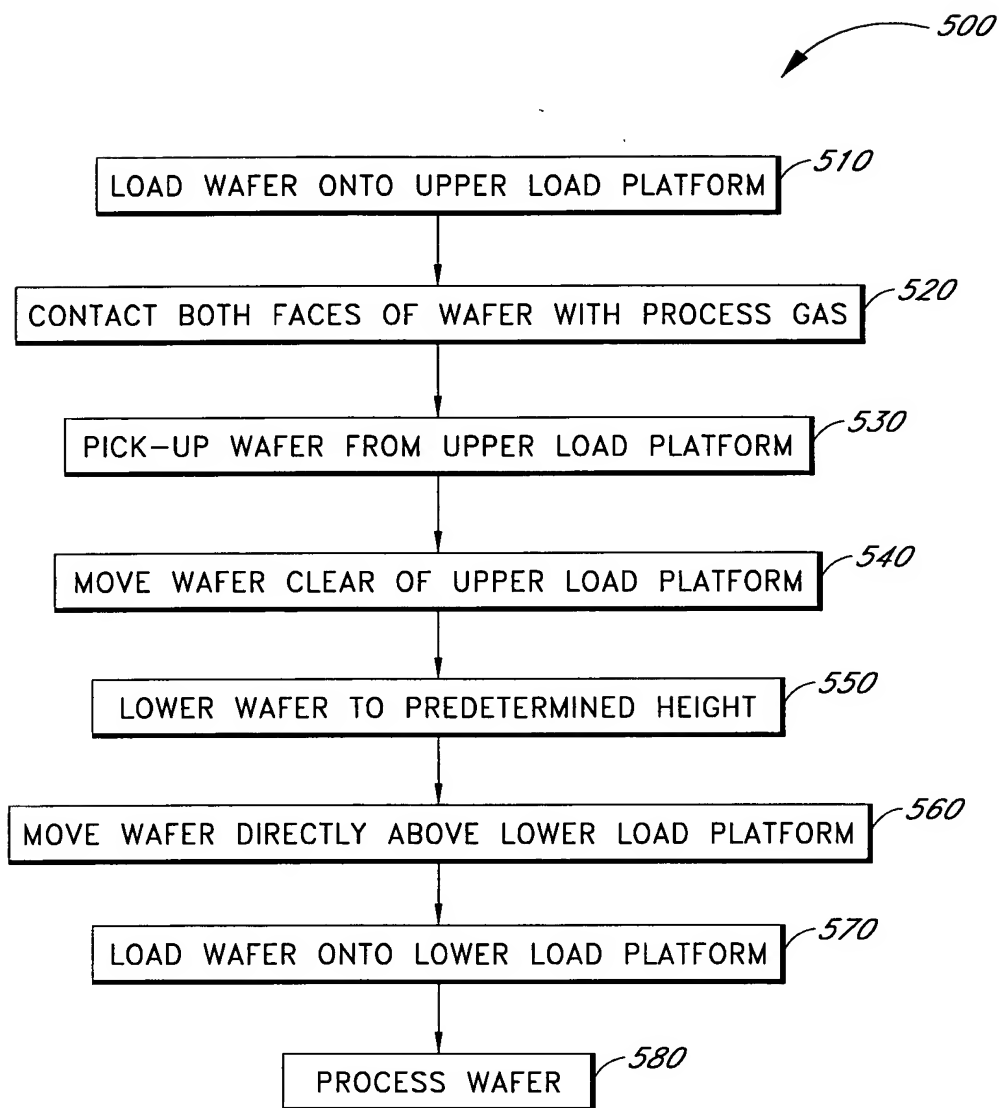 500
LOAD WAFER ONTO UPPER LOAD PLATFORM
510
CONTACT BOTH FACES OF WAFER WITH PROCESS GAS
520
PICK-UP WAFER FROM UPPER LOAD PLATFORM
530
MOVE WAFER CLEAR OF UPPER LOAD PLATFORM
540
LOWER WAFER TO PREDETERMINED HEIGHT
550
MOVE WAFER DIRECTLY ABOVE LOWER LOAD PLATFORM
560
LOAD WAFER ONTO LOWER LOAD PLATFORM
570
PROCESS WAFER
580